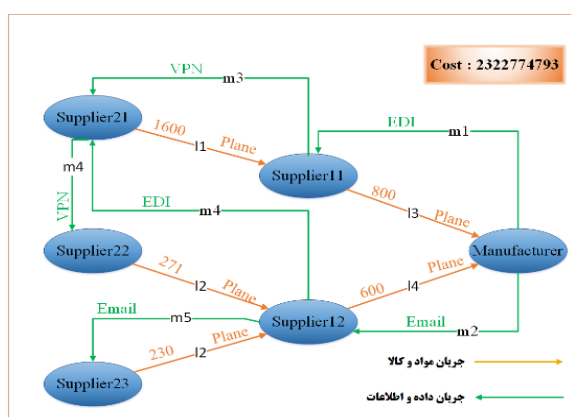 Cost : 2322774793
VPN m3
EDI
m1
Supplier21
1600 l1 Plane
Supplier11
m4
VPN
EDI m4
800 l3 Plane
Supplier22
Manufacturer
271 l2 Plane
600 l4 Plane
Email m5
Supplier12
Email m2
230 l2 Plane
Supplier23
جریان مواد و کالا
جریان داده و اطلاعات